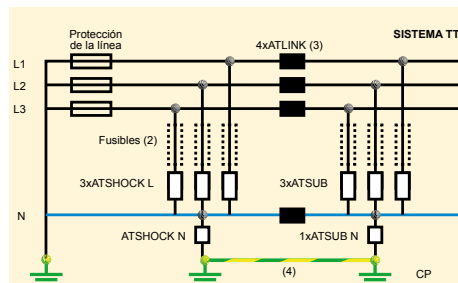 Protección
de la línea
4xATLINK (3)
SISTEMA TT
L1
L2
L3
Fusibles (2)
3xATSHOCK L
3xATSUB
N
ATSHOCK N
1xATSUB N
(4)
CP